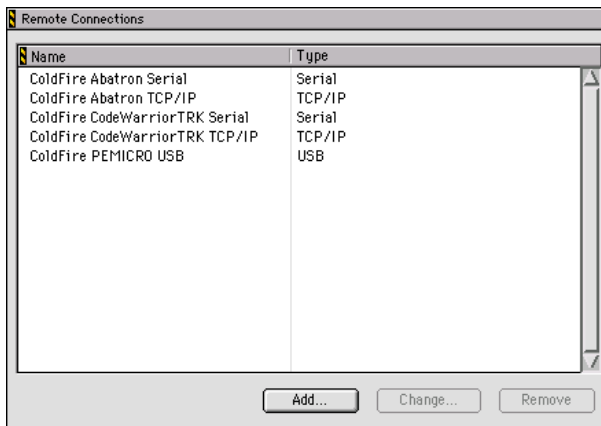 Remote Connections
Name Type
ColdFire Abatron Serial Serial
ColdFire Abatron TCP/IP TCP/IP
ColdFire CodeWarriorTRK Serial Serial
ColdFire CodeWarriorTRK TCP/IP TCP/IP
ColdFire PEMICRO USB USB
Add... Change... Remove